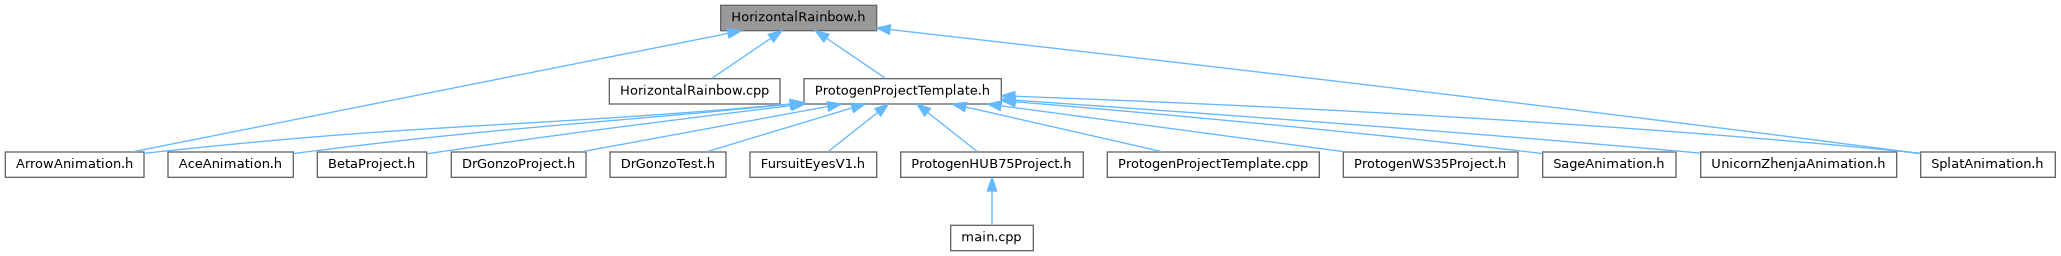 HorizontalRainbow.h
HorizontalRainbow.cpp
ProtogenProjectTemplate.h
ArrowAnimation.h
AceAnimation.h
BetaProject.h
DrGonzoProject.h
DrGonzoTest.h
FursuitEyesV1.h
ProtogenHUB75Project.h
ProtogenProjectTemplate.cpp
ProtogenWS35Project.h
SageAnimation.h
UnicornZhenjaAnimation.h
SplatAnimation.h
main.cpp